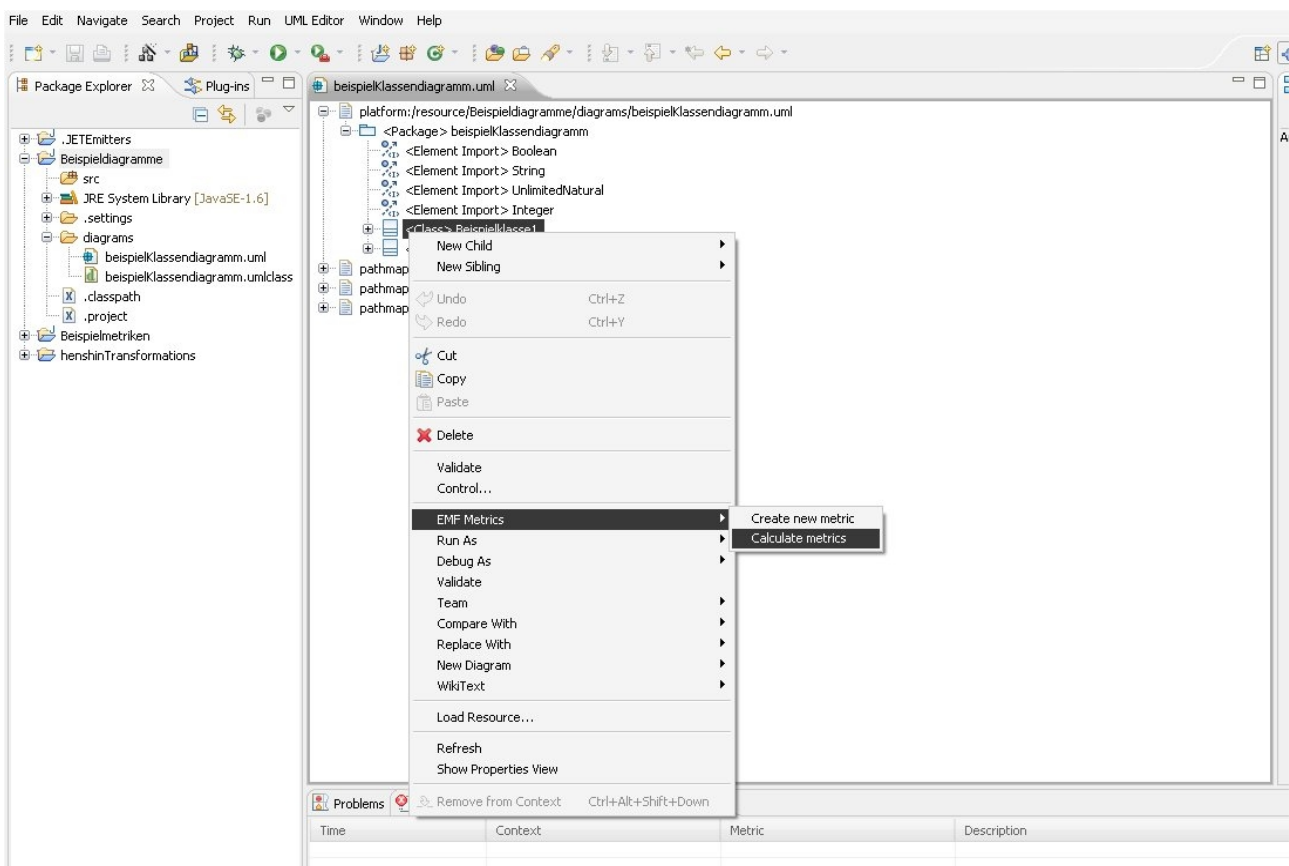 File Edit Navigate Search Project Run UML Editor Window Help
Package Explorer Plug-ins
.JETEmitters
Beispieldiagramme
src
JRE System Library [JavaSE-1.6]
.settings
diagrams
beispielKlassendiagramm.uml
beispielKlassendiagramm.umlclass
.classpath
.project
Beispielmetriken
henshinTransformations
beispielKlassendiagramm.uml
platform:/resource/Beispieldiagramme/diagrams/beispielKlassendiagramm.uml
<Package> beispielKlassendiagramm
<Element Import> Boolean
<Element Import> String
<Element Import> UnlimitedNatural
<Element Import> Integer
<Class> Beispielklasse1
pathmap
pathmap
pathmap
New Child
New Sibling
Undo Ctrl+Z
Redo Ctrl+Y
Cut
Copy
Paste
Delete
Validate
Control...
EMF Metrics
Run As
Debug As
Validate
Team
Compare With
Replace With
New Diagram
WikiText
Load Resource...
Refresh
Show Properties View
Remove from Context Ctrl+Alt+Shift+Down
Create new metric
Calculate metrics
Problems
Time Context Metric Description